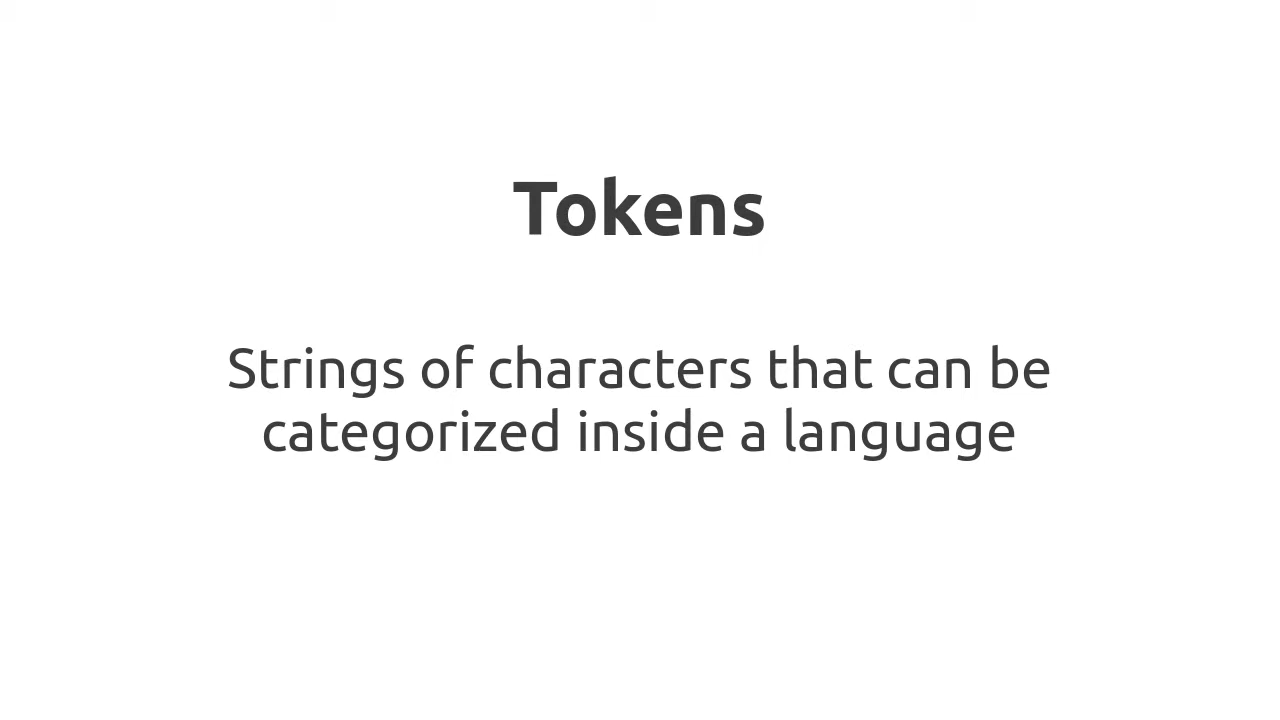 Tokens
Strings of characters that can be
categorized inside a language